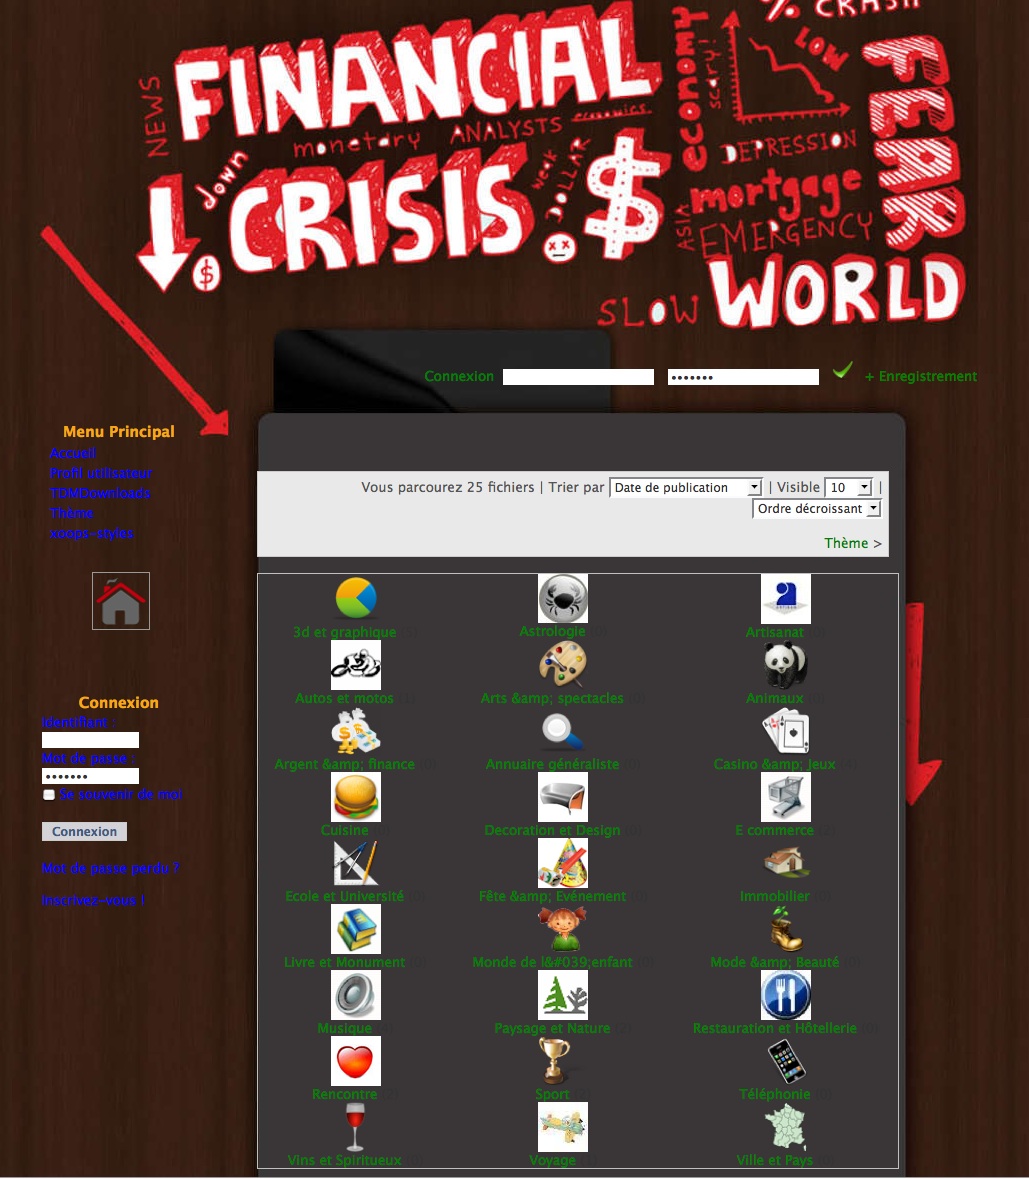 % CRASH
NEWS
FINANCIAL
economy
scary!
LOW
FEAR
monetary
ANALYSTS
economics
down
CRISIS
week
DOLLAR
$
DEPRESSION
ASIA
mortgage
EMERGENCY
$
SLOW
WORLD
Connexion
•••••••
+ Enregistrement
Menu Principal
Accueil
Profil utilisateur
TDMDownloads
Thème
xoops-styles
Vous parcourez 25 fichiers | Trier par Date de publication | Visible 10 |
Ordre décroissant
Thème >
Connexion
Identifiant :
Mot de passe :
•••••••
Se souvenir de moi
Connexion
Mot de passe perdu ?
Inscrivez-vous !
3d et graphique
Astrologie
Artisanat
Autos et motos
Arts &amp; spectacles
Animaux
Argent &amp; finance
Annuaire généraliste
Casino &amp; Jeux
Cuisine
Decoration et Design
E commerce
Ecole et Université
Fête &amp; Evénement
Immobilier
Livre et Monument
Monde de l&#039;enfant
Mode &amp; Beauté
Musique
Paysage et Nature
Restauration et Hôtellerie
Rencontre
Sport
Téléphonie
Vins et Spiritueux
Voyage
Ville et Pays